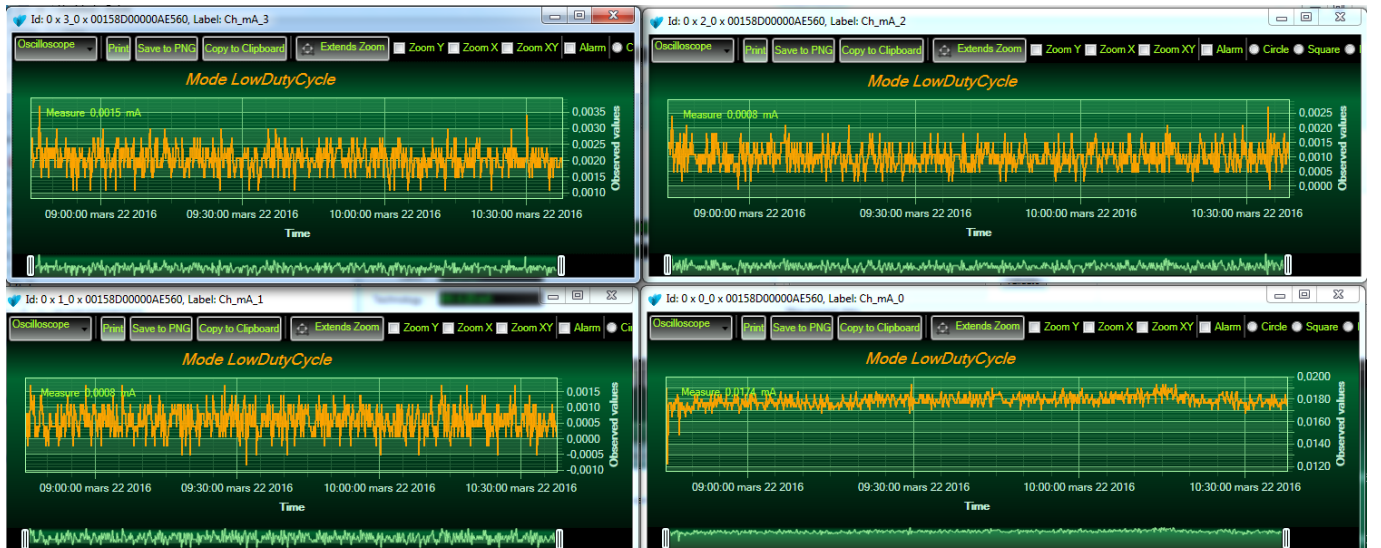 Id: 0 x 3_0 x 00158D00000AE560, Label: Ch_mA_3
Oscilloscope Print Save to PNG Copy to Clipboard Extends Zoom Zoom Y Zoom X Zoom XY Alarm C
Mode LowDutyCycle
Measure 0,0015 mA
0,0035
0,0030
0,0025
0,0020
0,0015
0,0010
Observed values
09:00:00 mars 22 2016 09:30:00 mars 22 2016 10:00:00 mars 22 2016 10:30:00 mars 22 2016
Time
Id: 0 x 2_0 x 00158D00000AE560, Label: Ch_mA_2
Oscilloscope Print Save to PNG Copy to Clipboard Extends Zoom Zoom Y Zoom X Zoom XY Alarm Circle Square
Mode LowDutyCycle
Measure 0,0008 mA
0,0025
0,0020
0,0015
0,0010
0,0005
0,0000
Observed values
09:00:00 mars 22 2016 09:30:00 mars 22 2016 10:00:00 mars 22 2016 10:30:00 mars 22 2016
Time
Id: 0 x 1_0 x 00158D00000AE560, Label: Ch_mA_1
Oscilloscope Print Save to PNG Copy to Clipboard Extends Zoom Zoom Y Zoom X Zoom XY Alarm Ci
Mode LowDutyCycle
Measure 0,0008 mA
0,0015
0,0010
0,0005
0,0000
-0,0005
-0,0010
Observed values
09:00:00 mars 22 2016 09:30:00 mars 22 2016 10:00:00 mars 22 2016 10:30:00 mars 22 2016
Time
Id: 0 x 0_0 x 00158D00000AE560, Label: Ch_mA_0
Oscilloscope Print Save to PNG Copy to Clipboard Extends Zoom Zoom Y Zoom X Zoom XY Alarm Circle Square
Mode LowDutyCycle
Measure 0,0174 mA
0,0200
0,0180
0,0160
0,0140
0,0120
Observed values
09:00:00 mars 22 2016 09:30:00 mars 22 2016 10:00:00 mars 22 2016 10:30:00 mars 22 2016
Time